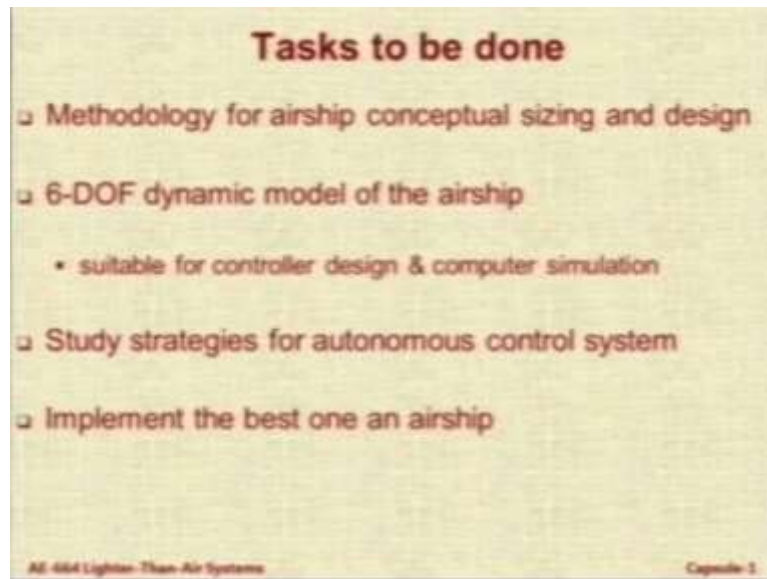 Tasks to be done
Methodology for airship conceptual sizing and design
6-DOF dynamic model of the airship
suitable for controller design & computer simulation
Study strategies for autonomous control system
Implement the best one an airship
AE-664 Lighter-Than-Air Systems
Capsule-1